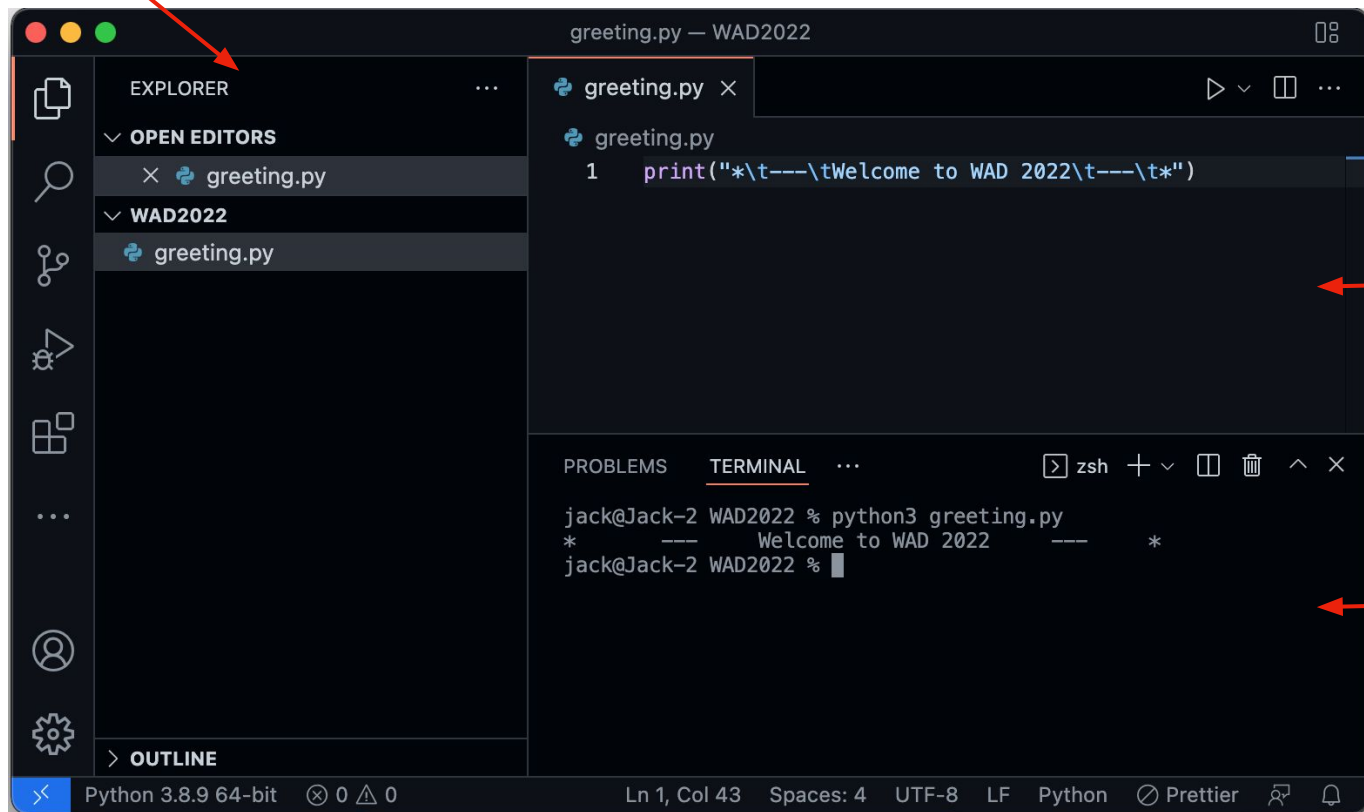 greeting.py — WAD2022
EXPLORER
OPEN EDITORS
greeting.py
WAD2022
greeting.py
OUTLINE
greeting.py
greeting.py
1 print("*\t---\tWelcome to WAD 2022\t---\t*")
PROBLEMS TERMINAL zsh
jack@Jack-2 WAD2022 % python3 greeting.py
* --- Welcome to WAD 2022 --- *
jack@Jack-2 WAD2022 %
Python 3.8.9 64-bit 0 0 Ln 1, Col 43 Spaces: 4 UTF-8 LF Python Prettier